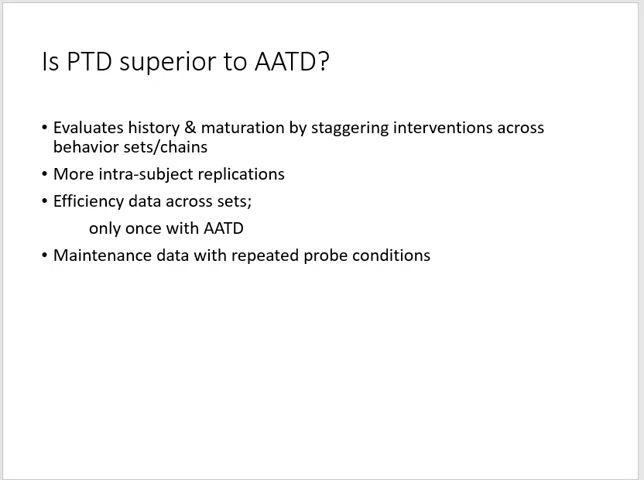 Is PTD superior to AATD?
• Evaluates history & maturation by staggering interventions across
behavior sets/chains
• More intra-subject replications
• Efficiency data across sets;
only once with AATD
• Maintenance data with repeated probe conditions